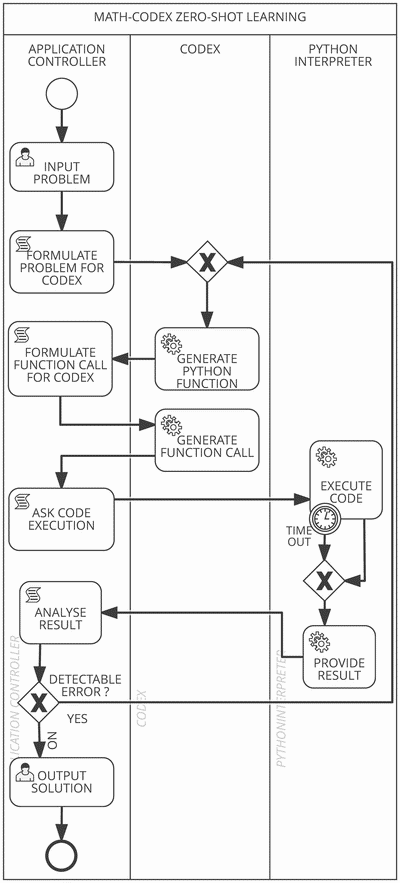 MATH-CODEX ZERO-SHOT LEARNING
APPLICATION
CONTROLLER
CODEX
PYTHON
INTERPRETER
INPUT
PROBLEM
FORMULATE
PROBLEM FOR
CODEX
X
GENERATE
PYTHON
FUNCTION
FORMULATE
FUNCTION CALL
FOR CODEX
GENERATE
FUNCTION CALL
ASK CODE
EXECUTION
EXECUTE
CODE
TIME
OUT
X
PROVIDE
RESULT
ANALYSE
RESULT
DETECTABLE
ERROR ?
X
YES
NO
OUTPUT
SOLUTION
ICATION CONTROLLER
CODEX
PYTHONINTERPRETER